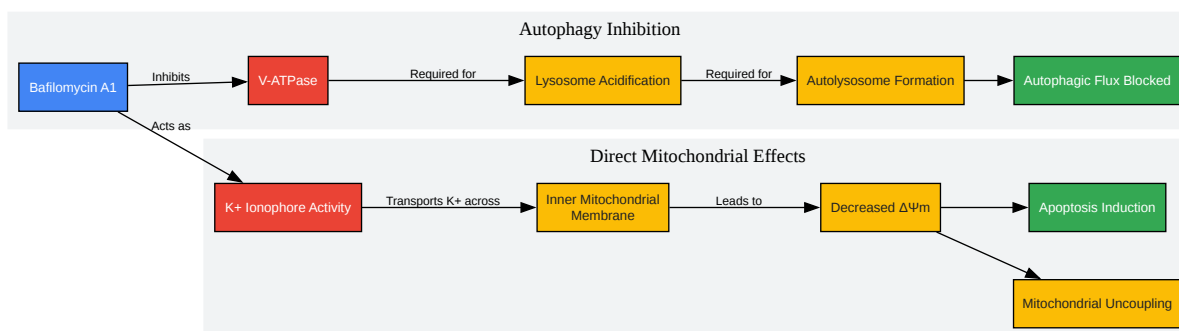 Autophagy Inhibition
Bafilomycin A1
Inhibits
V-ATPase
Required for
Lysosome Acidification
Required for
Autolysosome Formation
Autophagic Flux Blocked
Acts as
Direct Mitochondrial Effects
K+ Ionophore Activity
Transports K+ across
Inner Mitochondrial
Membrane
Leads to
Decreased ΔΨm
Apoptosis Induction
Mitochondrial Uncoupling